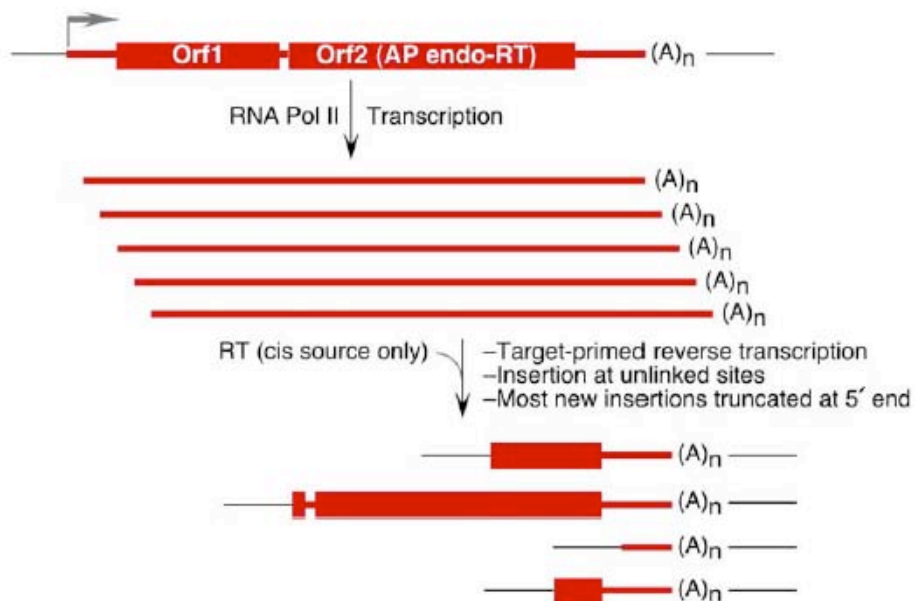 Orf1 Orf2 (AP endo-RT) (A)n
RNA Pol II Transcription
(A)n
(A)n
(A)n
(A)n
(A)n
RT (cis source only) –Target-primed reverse transcription
–Insertion at unlinked sites
–Most new insertions truncated at 5´ end
(A)n
(A)n
(A)n
(A)n